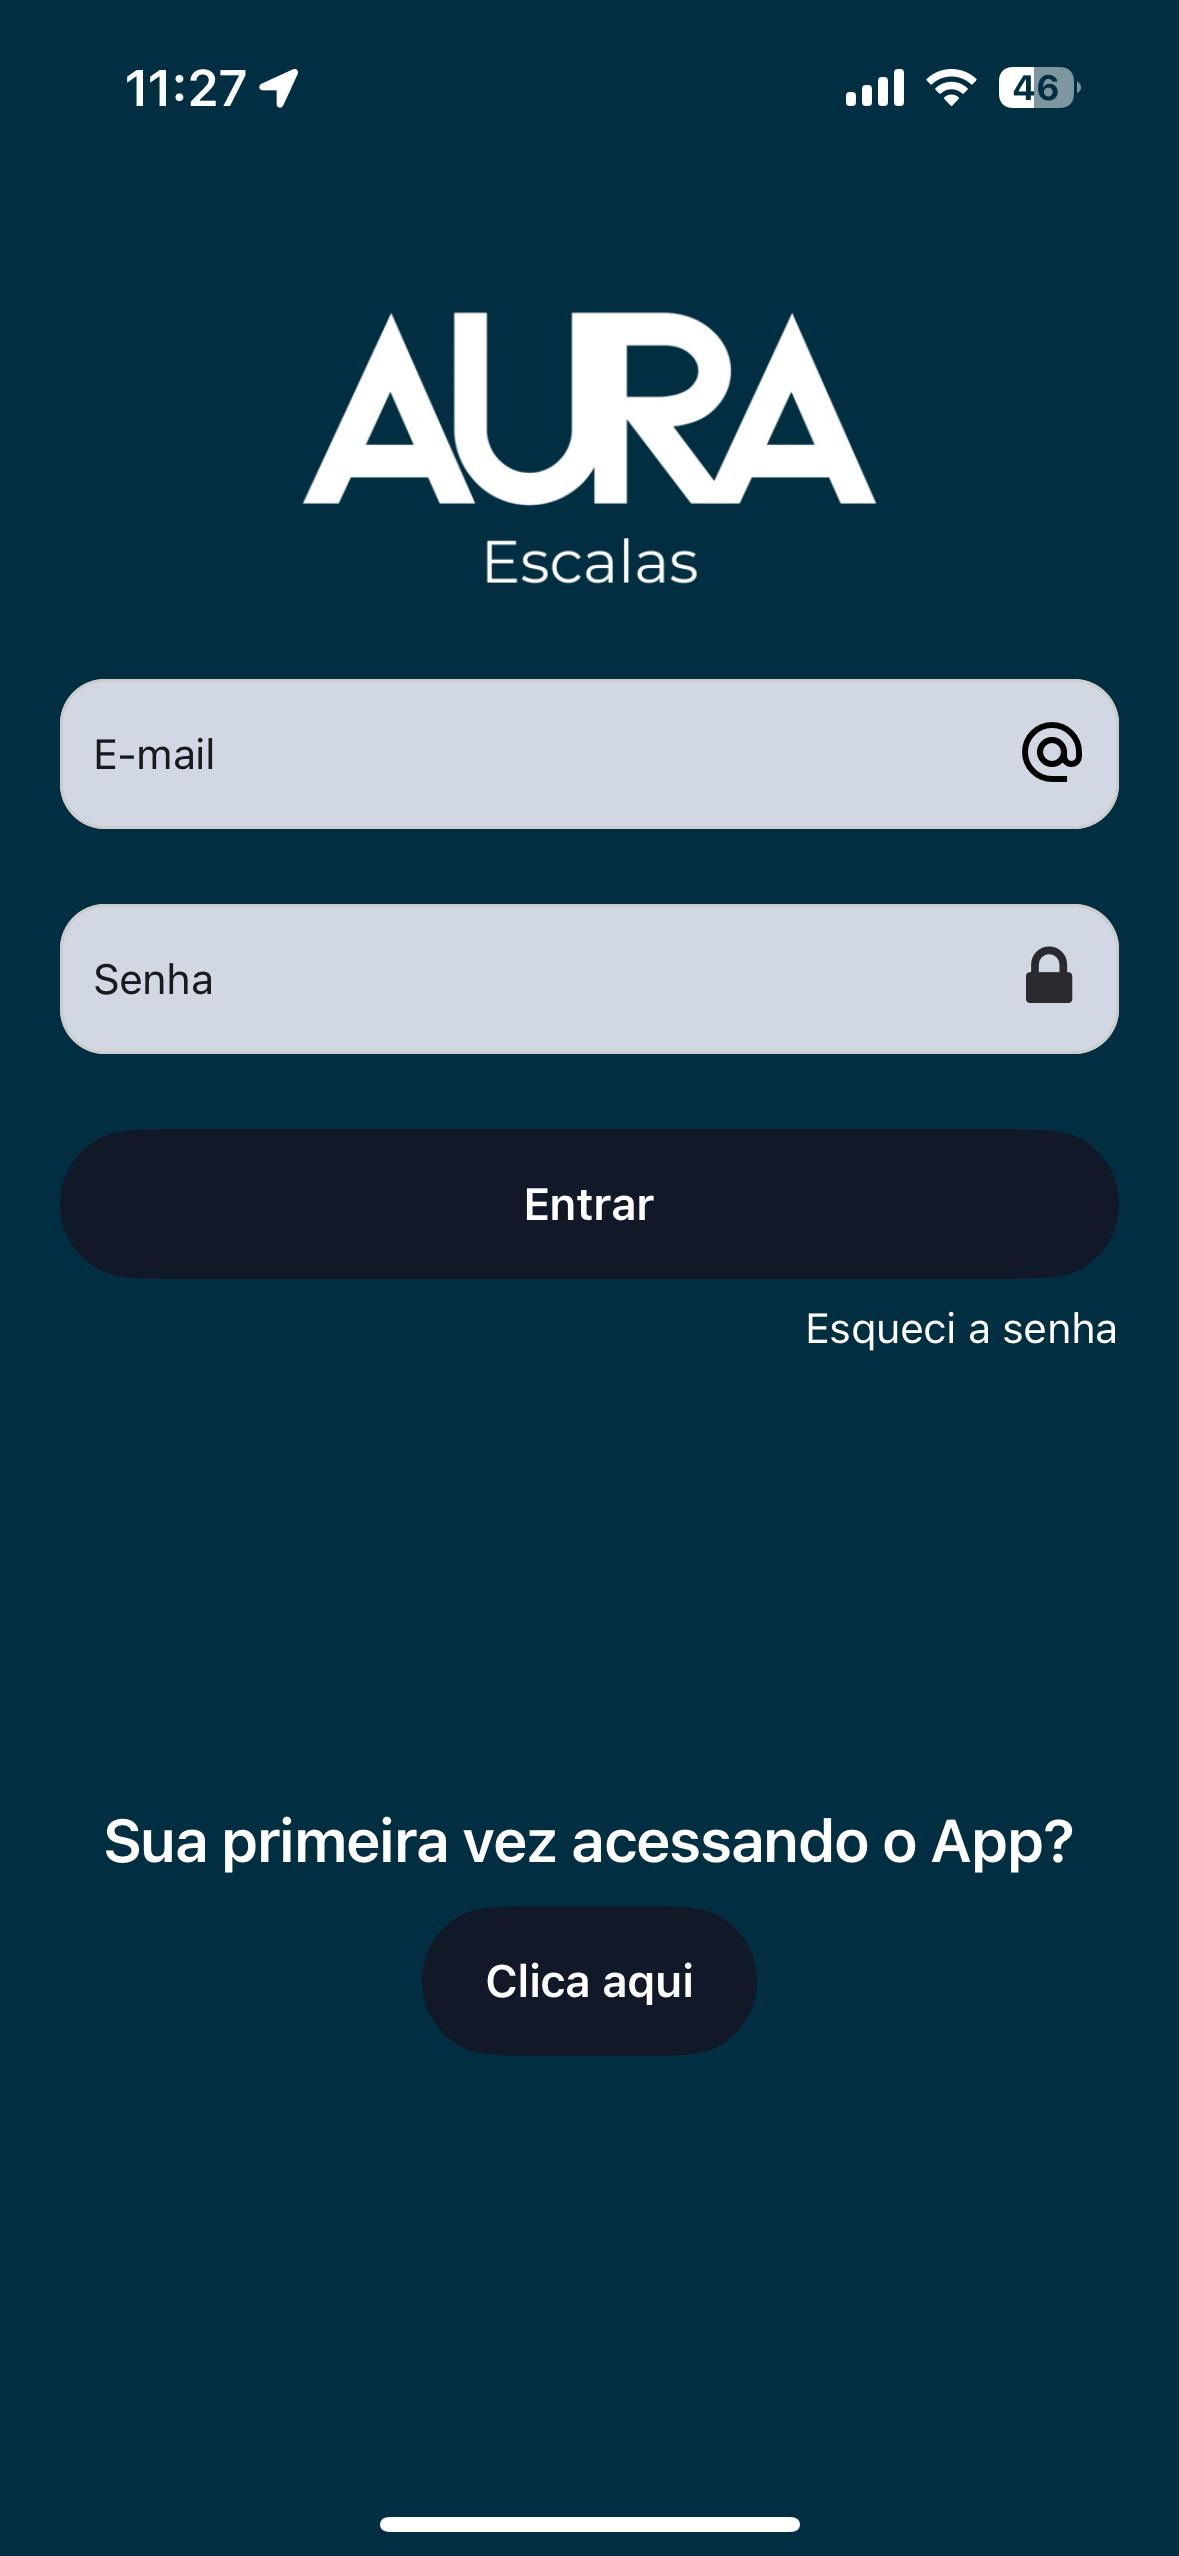 11:27
46
AURA
Escalas
E-mail
Senha
Entrar
Esqueci a senha
Sua primeira vez acessando o App?
Clica aqui